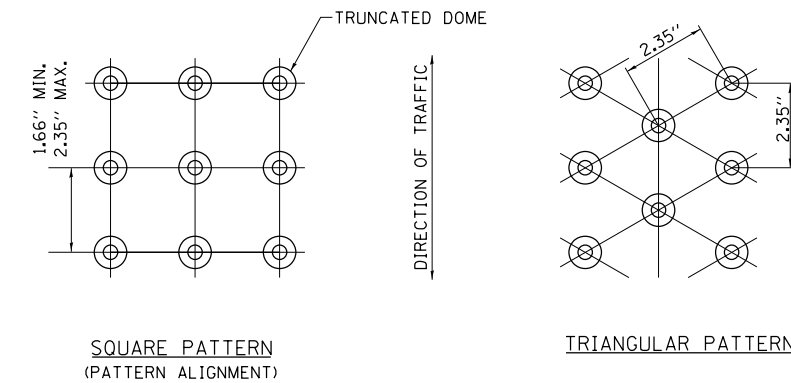 TRUNCATED DOME
1.66" MIN.
2.35" MAX.
DIRECTION OF TRAFFIC
2.35"
2.35"
SQUARE PATTERN
(PATTERN ALIGNMENT)
TRIANGULAR PATTERN